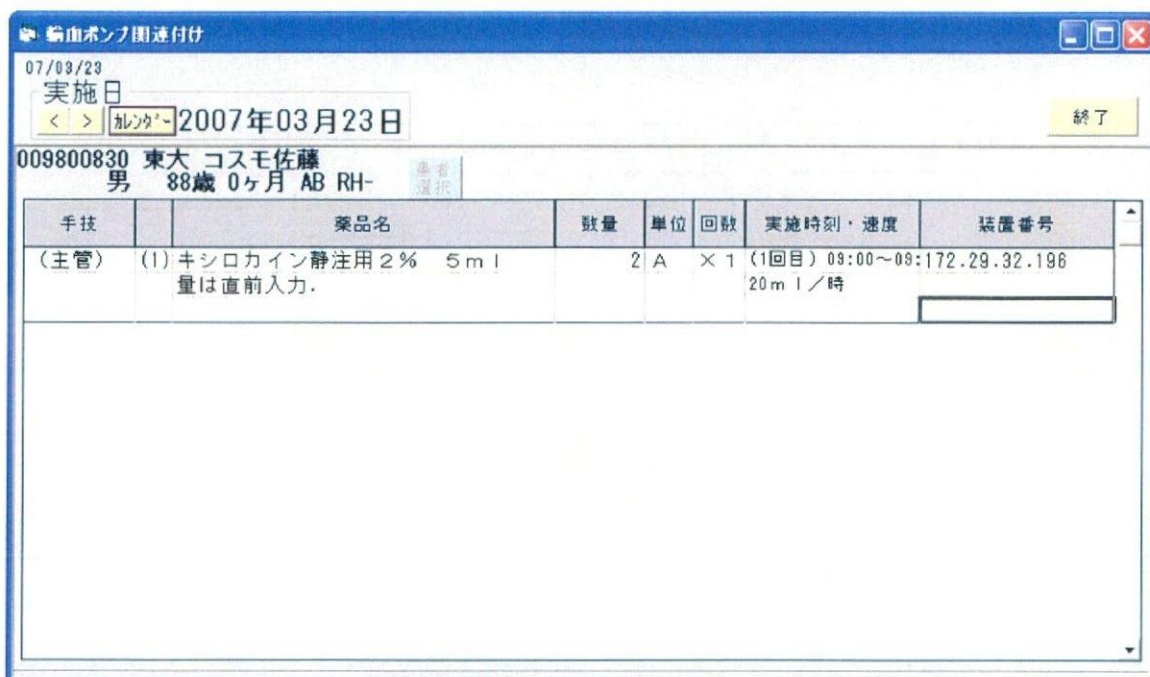 輸血ポンプ関連付け
07/03/23
実施日
< > ｶﾚﾝﾀﾞｰ 2007年03月23日
終了
009800830 東大 コスモ佐藤
男 88歳 0ヶ月 AB RH-
患者
選択
手技 薬品名 数量 単位 回数 実施時刻・速度 装置番号
(主管) (1) キシロカイン静注用２％ ５ｍｌ 2 A ×１ (1回目) 09:00～09: 172.29.32.196
量は直前入力. 20ｍｌ／時